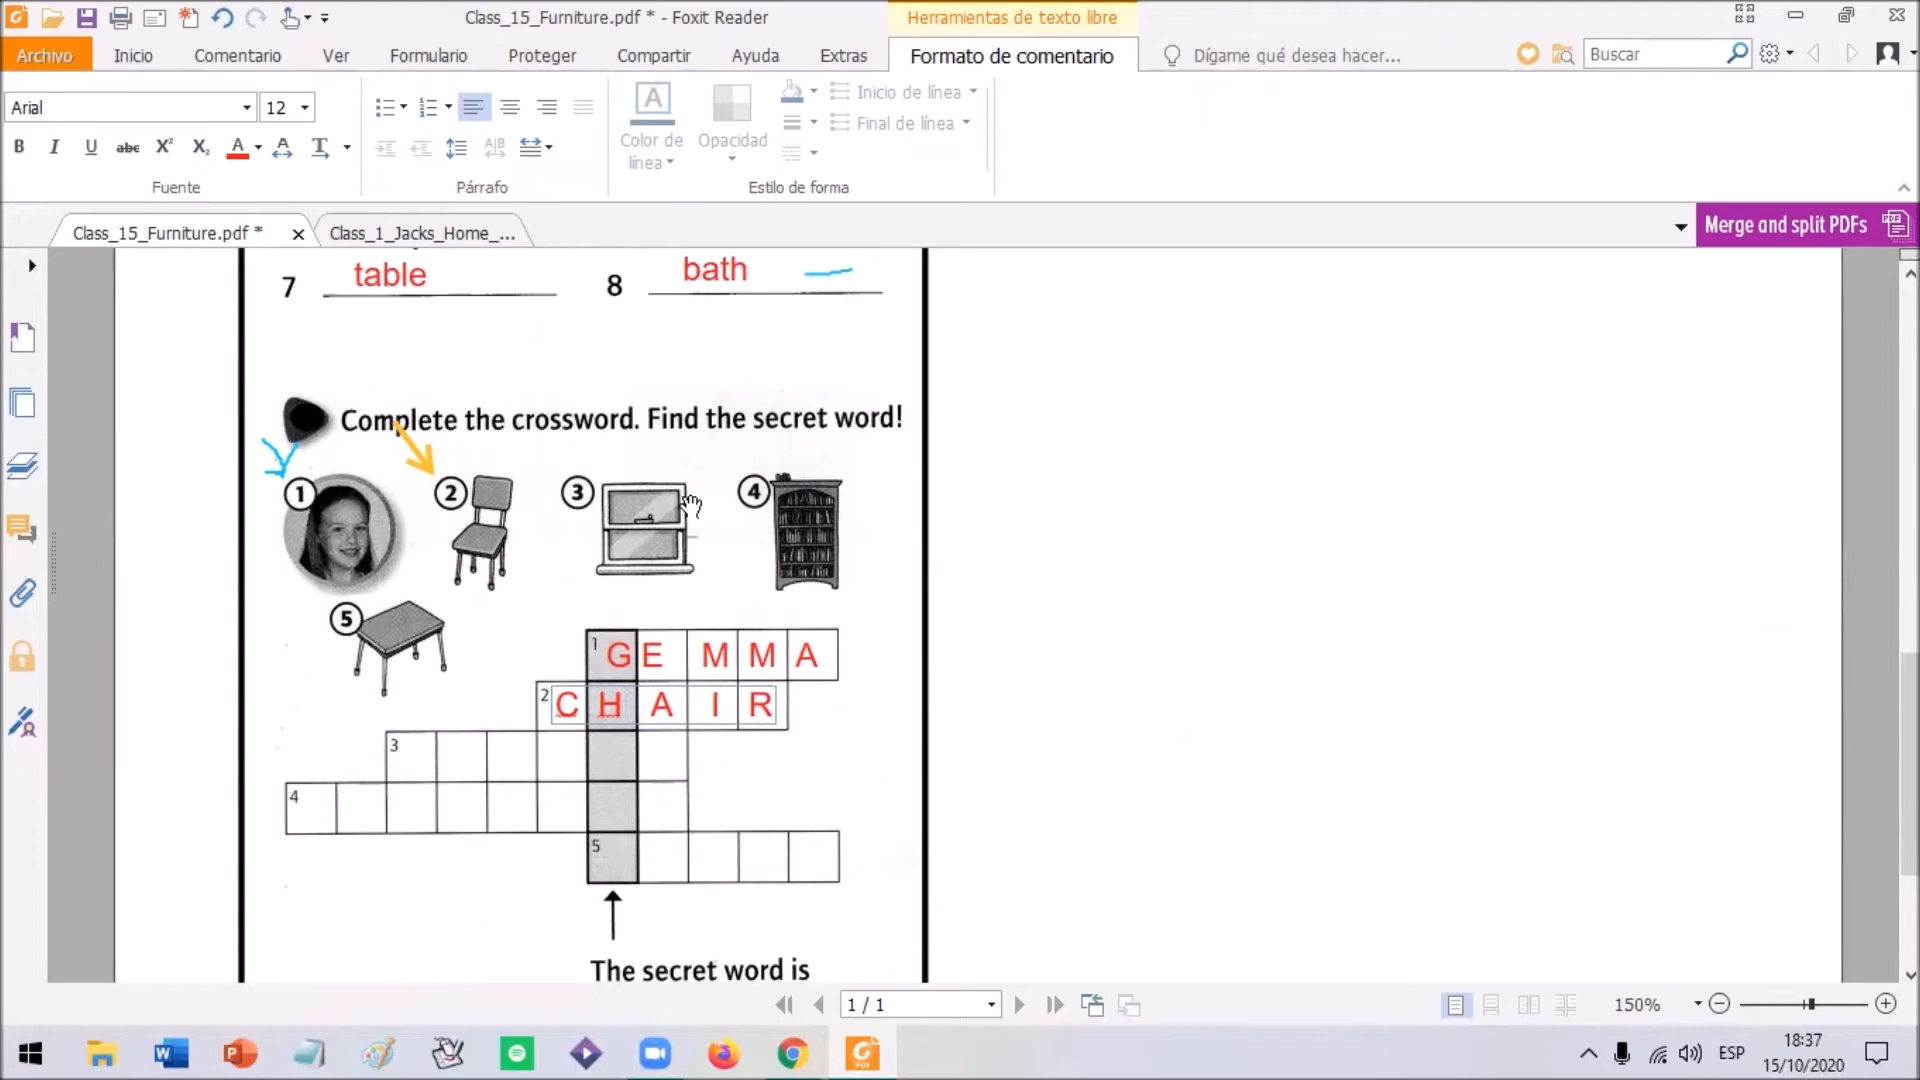 Class_15_Furniture.pdf * - Foxit Reader
Herramientas de texto libre
Archivo Inicio Comentario Ver Formulario Proteger Compartir Ayuda Extras Formato de comentario Dígame qué desea hacer... Buscar
Arial 12
B I U abc X² X₂ A A T
A A|B
Color de línea
Opacidad
Inicio de línea
Final de línea
Fuente Párrafo Estilo de forma
Class_15_Furniture.pdf * Class_1_Jacks_Home_... Merge and split PDFs
7 table 8 bath
Complete the crossword. Find the secret word!
1 2 3 4
5
1 G E M M A
2 C H A I R
3
4
5
The secret word is
1 / 1 150%
18:37
ESP
15/10/2020